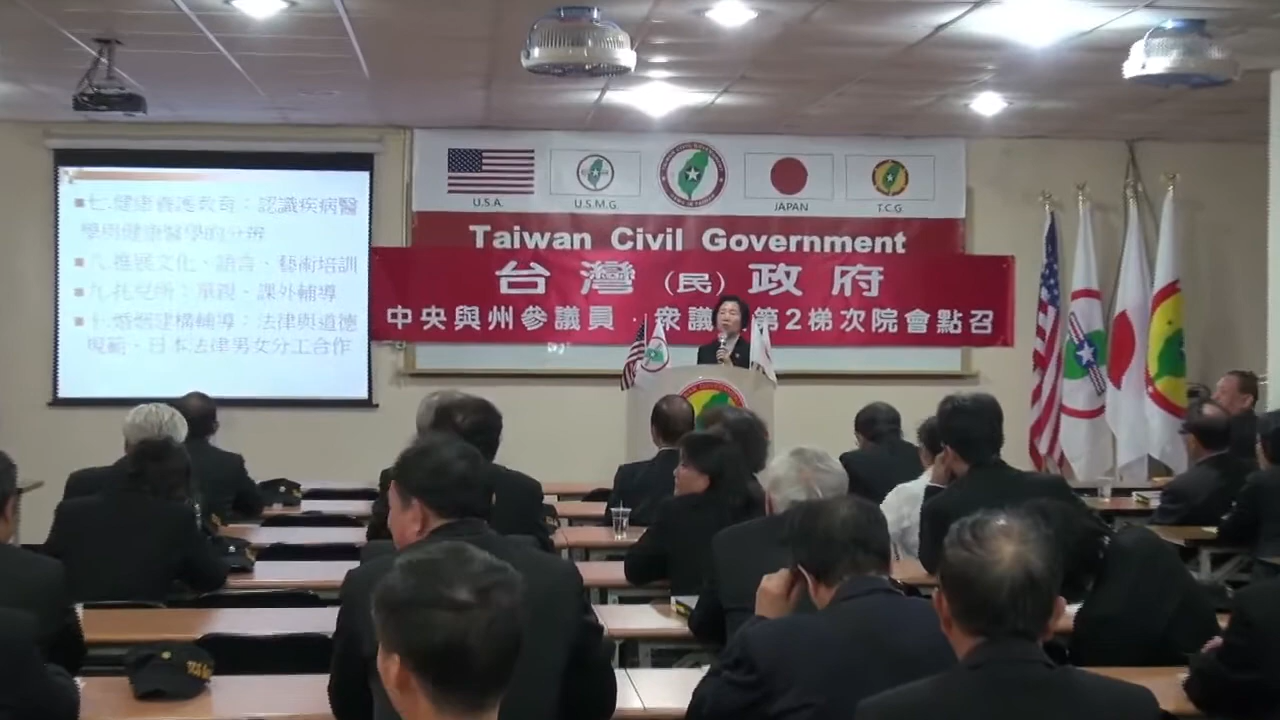 七.健康養護教育：認識疾病醫
學與健康醫學的分辨
八.推展文化、語言、藝術培訓
九.托兒所：單親、課外輔導
十.婚姻建構輔導：法律與道德
規範、日本法律男女分工合作
U.S.A.
U.S.M.G.
JAPAN
T.C.G.
Taiwan Civil Government
台灣（民）政府
中央與州參議員．眾議 第2梯次院會點召